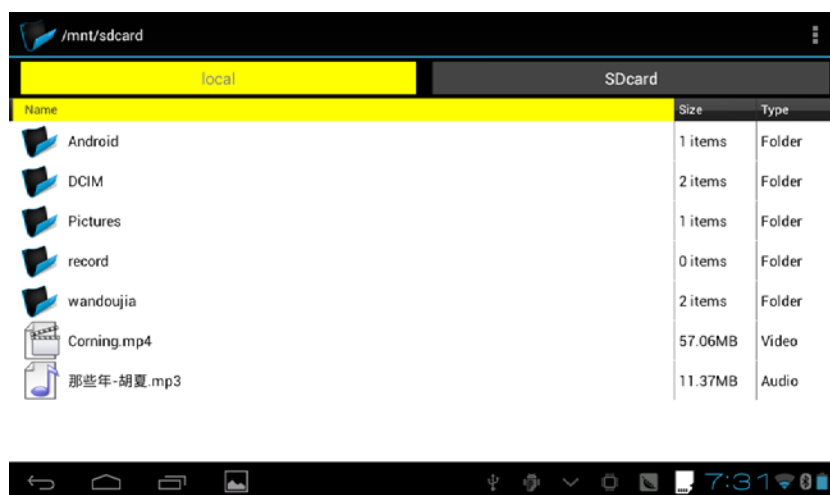 /mnt/sdcard
local SDcard
Name Size Type
Android 1 items Folder
DCIM 2 items Folder
Pictures 1 items Folder
record 0 items Folder
wandoujia 2 items Folder
Corning.mp4 57.06MB Video
那些年-胡夏.mp3 11.37MB Audio
7:31